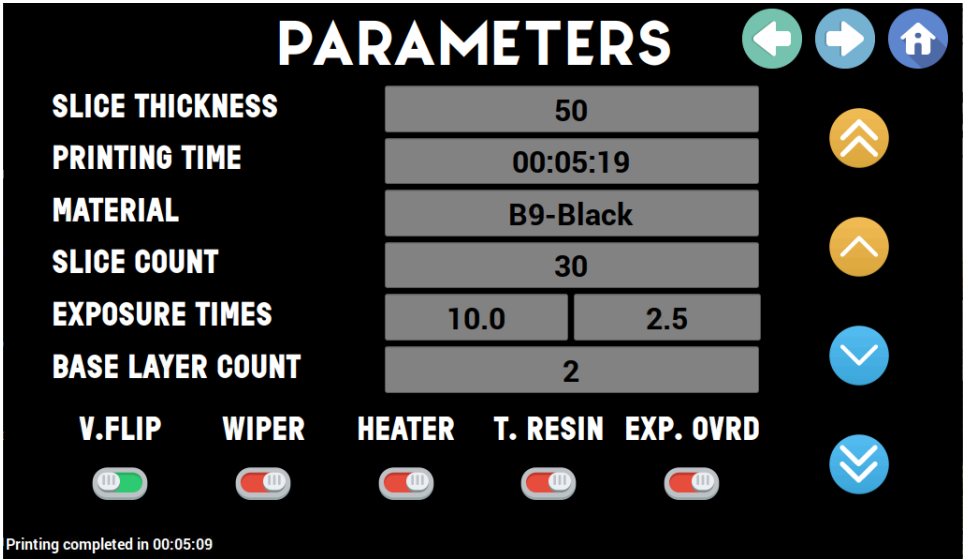 PARAMETERS
SLICE THICKNESS 50
PRINTING TIME 00:05:19
MATERIAL B9-Black
SLICE COUNT 30
EXPOSURE TIMES 10.0 2.5
BASE LAYER COUNT 2
V.FLIP WIPER HEATER T. RESIN EXP. OVRD
Printing completed in 00:05:09